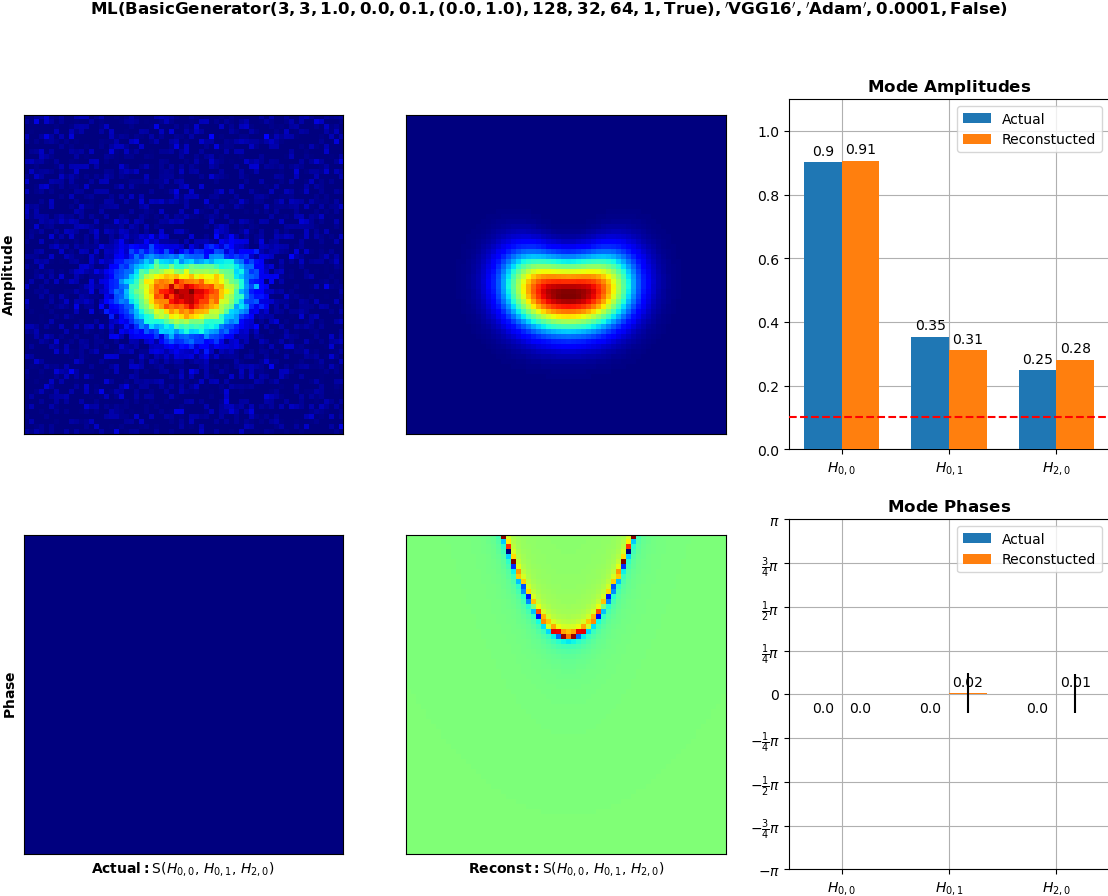 ML(BasicGenerator(3, 3, 1.0, 0.0, 0.1, (0.0, 1.0), 128, 32, 64, 1, True), ′VGG16′, ′Adam′, 0.0001, False)
Amplitude
Mode Amplitudes
Actual
Reconstucted
1.0
0.8
0.6
0.4
0.2
0.0
0.9
0.91
0.35
0.31
0.25
0.28
H0,0
H0,1
H2,0
Phase
Actual: S(H0,0, H0,1, H2,0)
Reconst: S(H0,0, H0,1, H2,0)
Mode Phases
Actual
Reconstucted
π
3/4π
1/2π
1/4π
0
−1/4π
−1/2π
−3/4π
−π
0.0
0.0
0.0
0.02
0.0
0.01
H0,0
H0,1
H2,0